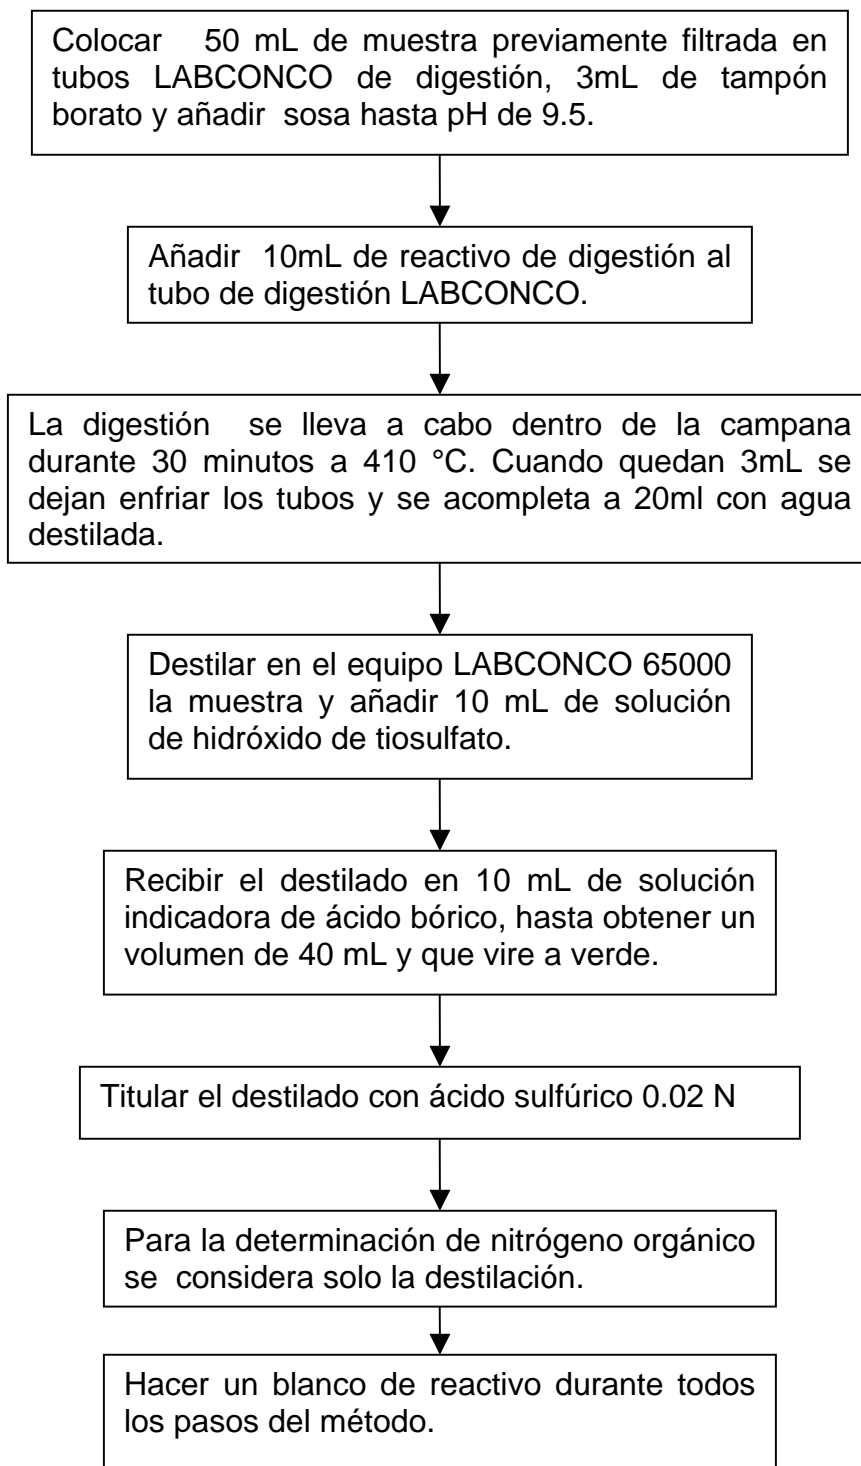 Colocar 50 mL de muestra previamente filtrada en
tubos LABCONCO de digestión, 3mL de tampón
borato y añadir sosa hasta pH de 9.5.
Añadir 10mL de reactivo de digestión al
tubo de digestión LABCONCO.
La digestión se lleva a cabo dentro de la campana
durante 30 minutos a 410 °C. Cuando quedan 3mL se
dejan enfriar los tubos y se acompleta a 20ml con agua
destilada.
Destilar en el equipo LABCONCO 65000
la muestra y añadir 10 mL de solución
de hidróxido de tiosulfato.
Recibir el destilado en 10 mL de solución
indicadora de ácido bórico, hasta obtener un
volumen de 40 mL y que vire a verde.
Titular el destilado con ácido sulfúrico 0.02 N
Para la determinación de nitrógeno orgánico
se considera solo la destilación.
Hacer un blanco de reactivo durante todos
los pasos del método.